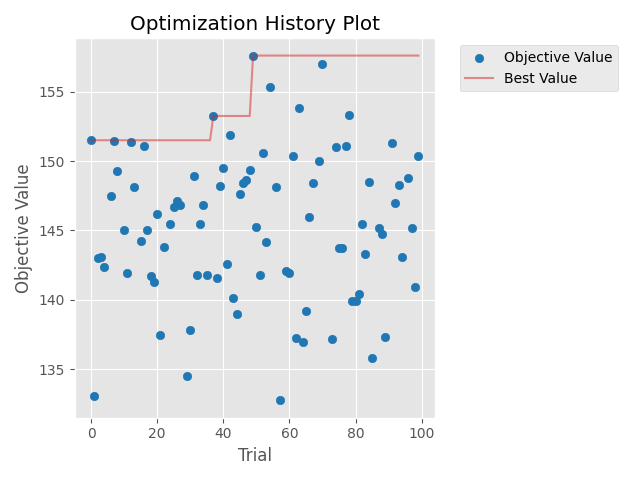 Optimization History Plot
Objective Value
Best Value
Objective Value
155
150
145
140
135
0 20 40 60 80 100
Trial